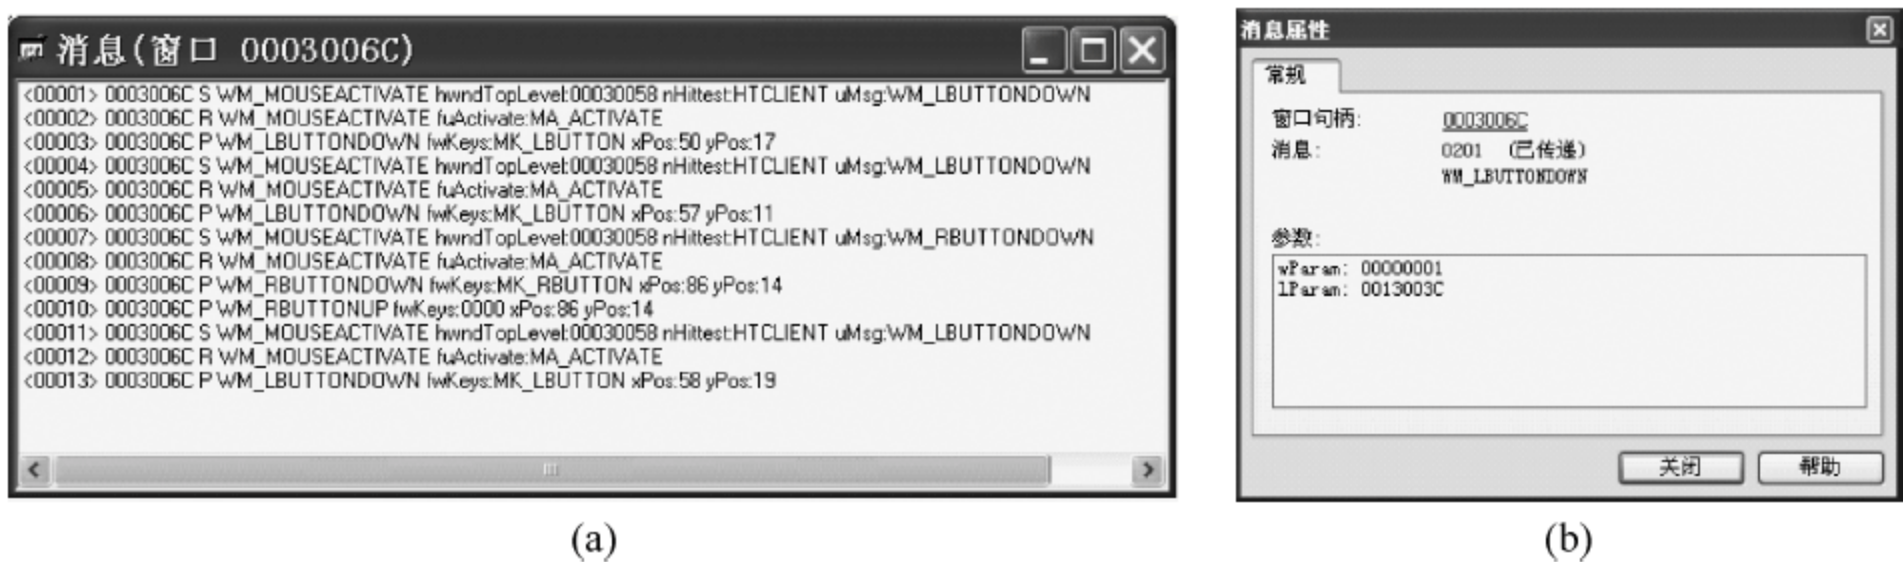 消息(窗口 0003006C)
<00001> 0003006C S WM_MOUSEACTIVATE hwndTopLevel:00030058 nHittest:HTCLIENT uMsg:WM_LBUTTONDOWN
<00002> 0003006C R WM_MOUSEACTIVATE fuActivate:MA_ACTIVATE
<00003> 0003006C P WM_LBUTTONDOWN fwKeys:MK_LBUTTON xPos:50 yPos:17
<00004> 0003006C S WM_MOUSEACTIVATE hwndTopLevel:00030058 nHittest:HTCLIENT uMsg:WM_LBUTTONDOWN
<00005> 0003006C R WM_MOUSEACTIVATE fuActivate:MA_ACTIVATE
<00006> 0003006C P WM_LBUTTONDOWN fwKeys:MK_LBUTTON xPos:57 yPos:11
<00007> 0003006C S WM_MOUSEACTIVATE hwndTopLevel:00030058 nHittest:HTCLIENT uMsg:WM_RBUTTONDOWN
<00008> 0003006C R WM_MOUSEACTIVATE fuActivate:MA_ACTIVATE
<00009> 0003006C P WM_RBUTTONDOWN fwKeys:MK_RBUTTON xPos:86 yPos:14
<00010> 0003006C P WM_RBUTTONUP fwKeys:0000 xPos:86 yPos:14
<00011> 0003006C S WM_MOUSEACTIVATE hwndTopLevel:00030058 nHittest:HTCLIENT uMsg:WM_LBUTTONDOWN
<00012> 0003006C R WM_MOUSEACTIVATE fuActivate:MA_ACTIVATE
<00013> 0003006C P WM_LBUTTONDOWN fwKeys:MK_LBUTTON xPos:58 yPos:19
(a)
消息属性
常规
窗口句柄: 0003006C
消息: 0201 (已传递)
WM_LBUTTONDOWN
参数:
wParam: 00000001
lParam: 0013003C
关闭 帮助
(b)